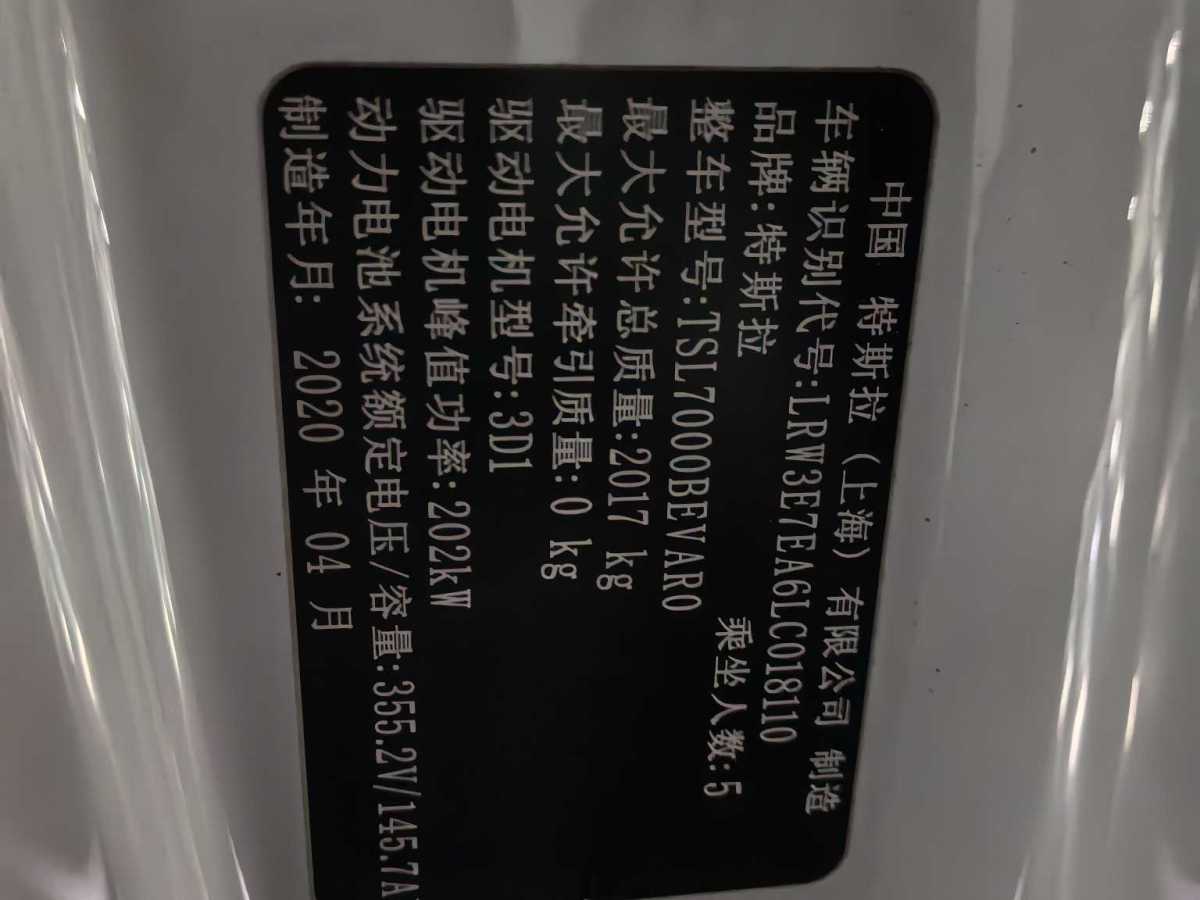 中国 特斯拉(上海)有限公司 制造
车辆识别代号:LRW3E7EA6LC018110
品牌:特斯拉
乘坐人数:5
整车型号:TSL7000BEVAR0
最大允许总质量:2017 kg
最大允许牵引质量:0 kg
驱动电机型号:3D1
驱动电机峰值功率:202kW
动力电池系统额定电压/容量:355.2V/145.7A
制造年月: 2020 年 04 月